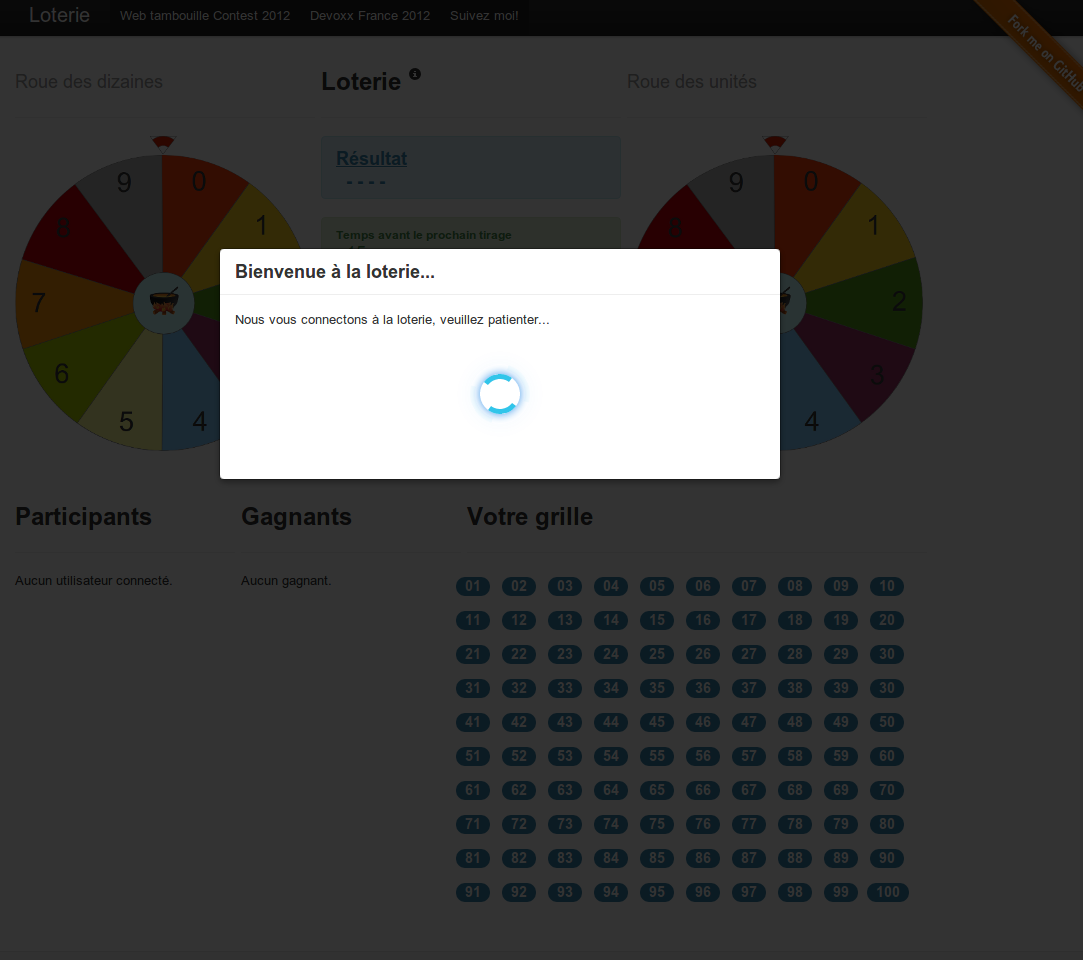 Loterie Web tambouille Contest 2012 Devoxx France 2012 Suivez moi!
Fork me on GitHub
Roue des dizaines
Loterie
Roue des unités
Résultat
- - - -
Temps avant le prochain tirage
9 0 1
7
6
5 4
9 0 1
2
3
4
Bienvenue à la loterie...
Nous vous connectons à la loterie, veuillez patienter...
Participants
Aucun utilisateur connecté.
Gagnants
Aucun gagnant.
Votre grille
01 02 03 04 05 06 07 08 09 10
11 12 13 14 15 16 17 18 19 20
21 22 23 24 25 26 27 28 29 30
31 32 33 34 35 36 37 38 39 30
41 42 43 44 45 46 47 48 49 50
51 52 53 54 55 56 57 58 59 60
61 62 63 64 65 66 67 68 69 70
71 72 73 74 75 76 77 78 79 80
81 82 83 84 85 86 87 88 89 90
91 92 93 94 95 96 97 98 99 100